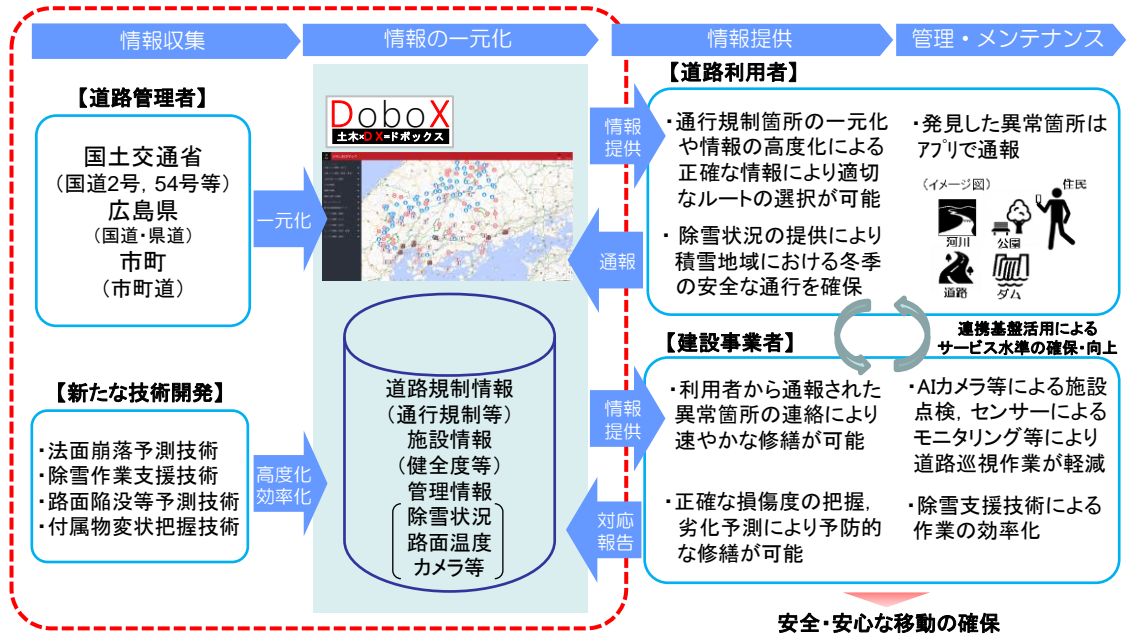 情報収集
情報の一元化
情報提供
管理・メンテナンス
【道路管理者】
国土交通省
(国道2号, 54号等)
広島県
(国道・県道)
市町
(市町道)
一元化
【新たな技術開発】
・法面崩落予測技術
・除雪作業支援技術
・路面陥没等予測技術
・付属物変状把握技術
高度化
効率化
DoboX
土木×DX=ドボックス
道路規制情報
(通行規制等)
施設情報
(健全度等)
管理情報
除雪状況
路面温度
カメラ等
情報
提供
通報
情報
提供
対応
報告
【道路利用者】
・通行規制箇所の一元化
や情報の高度化による
正確な情報により適切
なルートの選択が可能
・除雪状況の提供により
積雪地域における冬季
の安全な通行を確保
・発見した異常箇所は
アプリで通報
(イメージ図)
住民
河川
公園
道路
ダム
連携基盤活用による
サービス水準の確保・向上
【建設事業者】
・利用者から通報された
異常箇所の連絡により
速やかな修繕が可能
・正確な損傷度の把握,
劣化予測により予防的
な修繕が可能
・AIカメラ等による施設
点検, センサーによる
モニタリング等により
道路巡視作業が軽減
・除雪支援技術による
作業の効率化
安全・安心な移動の確保